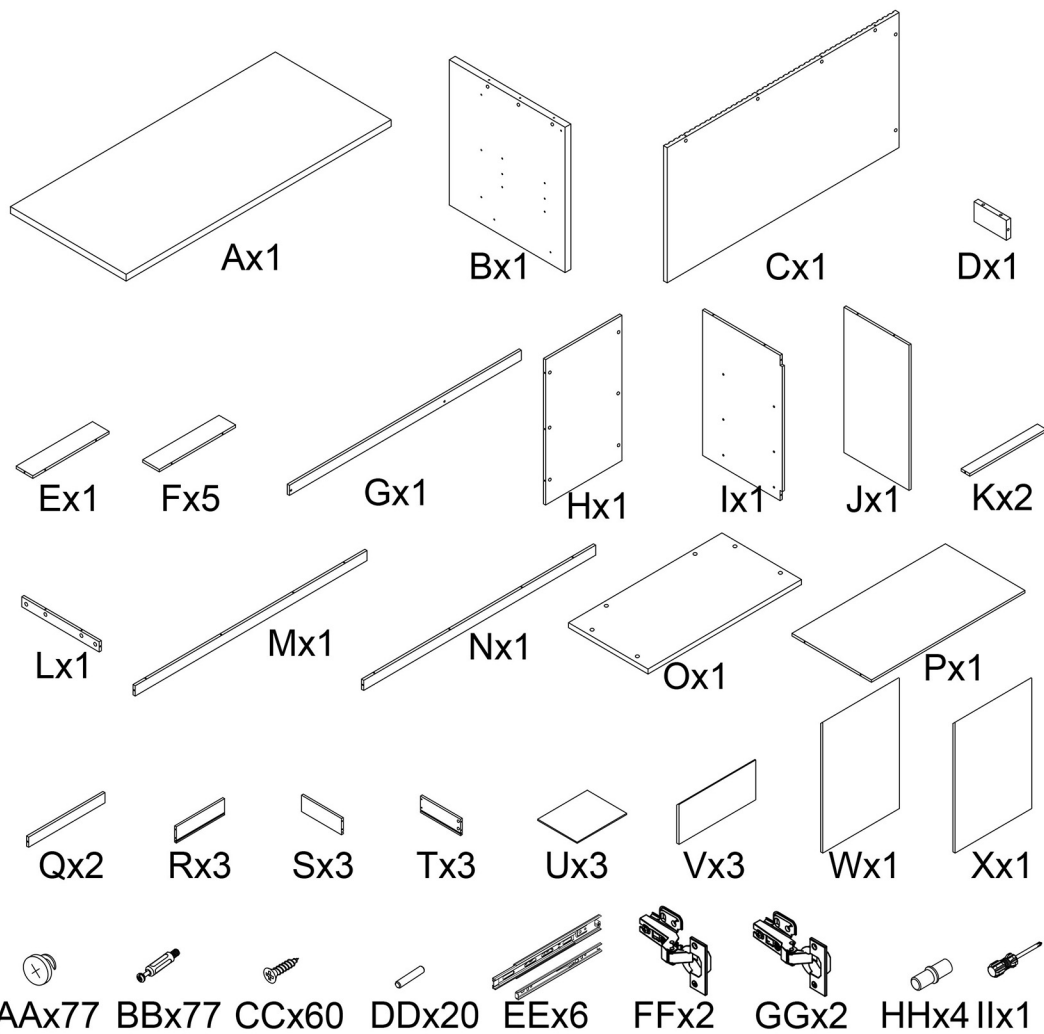 Ax1 Bx1 Cx1 Dx1
Ex1 Fx5 Gx1 Hx1 Ix1 Jx1 Kx2
Lx1 Mx1 Nx1 Ox1 Px1
Qx2 Rx3 Sx3 Tx3 Ux3 Vx3 Wx1 Xx1
AAx77 BBx77 CCx60 DDx20 EEx6 FFx2 GGx2 HHx4 IIx1